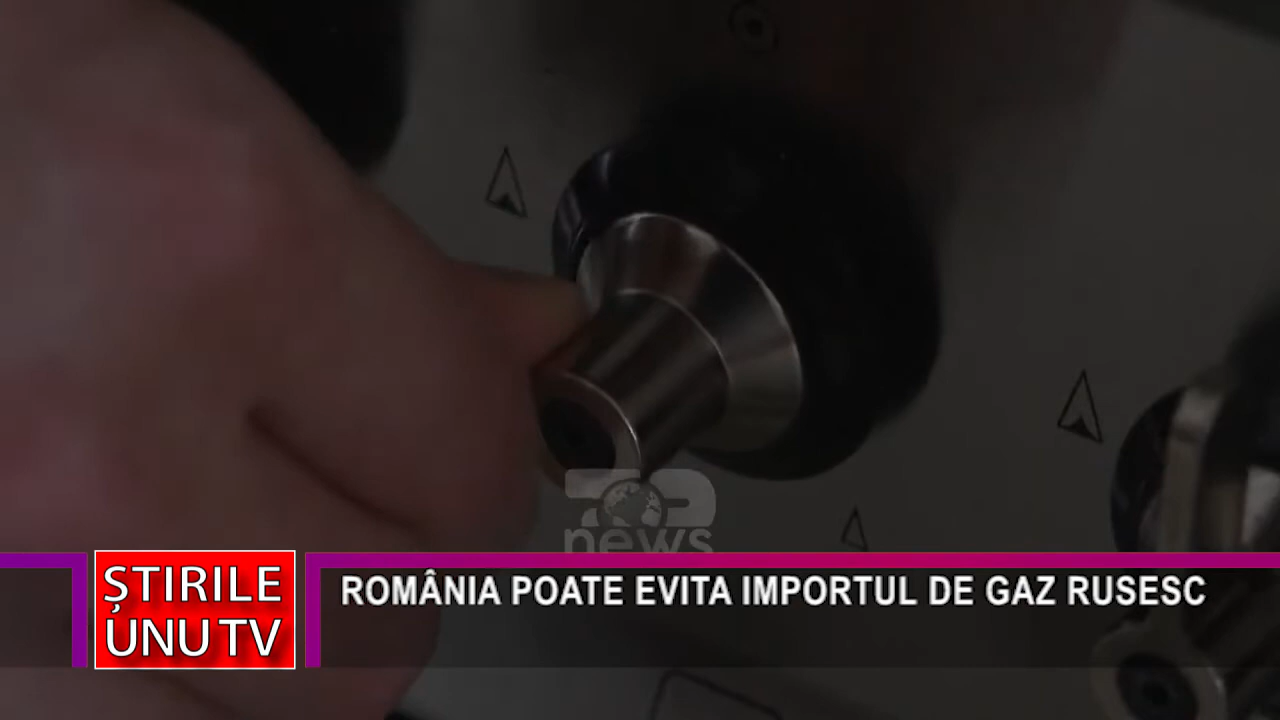 news
ȘTIRILE
UNU TV
ROMÂNIA POATE EVITA IMPORTUL DE GAZ RUSESC